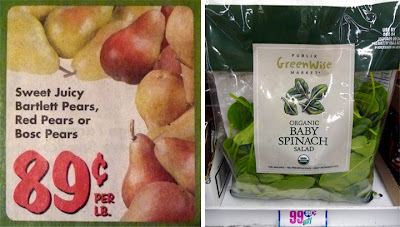 Sweet Juicy
Bartlett Pears,
Red Pears or
Bosc Pears
89¢
PER
LB.
PUBLIX
GreenWise
MARKET
ORGANIC
BABY
SPINACH
SALAD
USDA
99¢